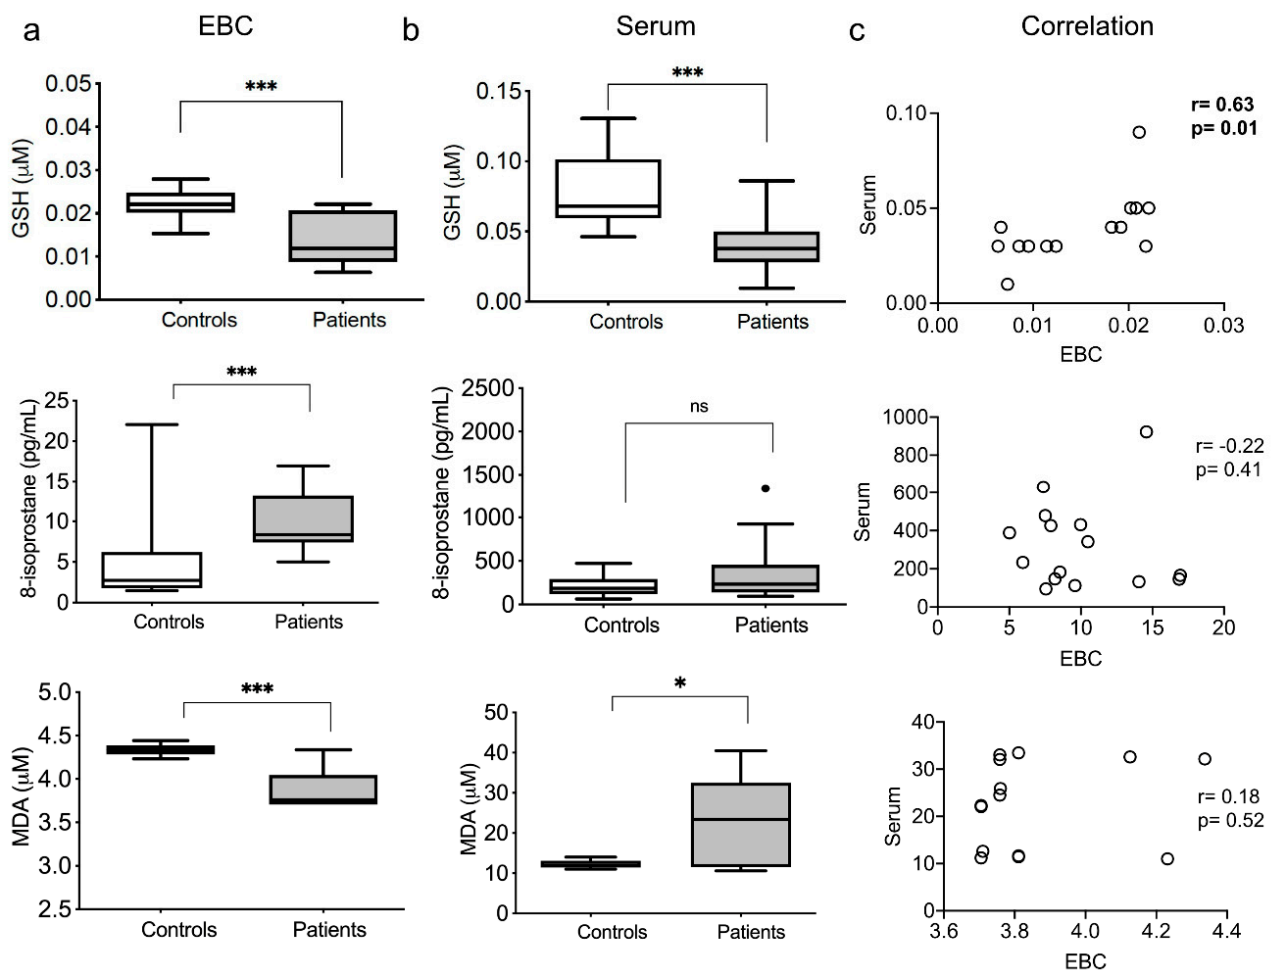 a
EBC
b
Serum
c
Correlation
GSH (μM)
0.05
0.04
0.03
0.02
0.01
0.00
***
Controls
Patients
GSH (μM)
0.15
0.10
0.05
0.00
***
Controls
Patients
Serum
0.10
0.05
0.00
r= 0.63
p= 0.01
0.00
0.01
0.02
0.03
EBC
8-isoprostane (pg/mL)
25
20
15
10
5
0
***
Controls
Patients
8-isoprostane (pg/mL)
2500
2000
1500
1000
500
0
ns
Controls
Patients
Serum
1000
800
600
400
200
0
r= -0.22
p= 0.41
0
5
10
15
20
EBC
MDA (μM)
5.0
4.5
4.0
3.5
3.0
2.5
***
Controls
Patients
MDA (μM)
50
40
30
20
10
0
*
Controls
Patients
Serum
40
30
20
10
0
r= 0.18
p= 0.52
3.6
3.8
4.0
4.2
4.4
EBC